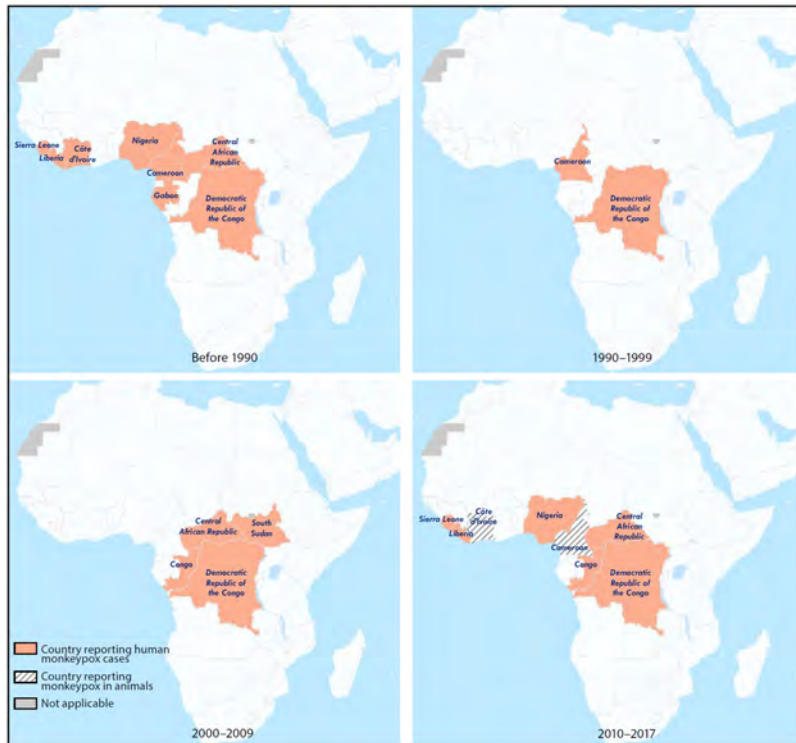 Sierra Leone
Liberia
Côte
d'Ivoire
Nigeria
Cameroon
Gabon
Central
African
Republic
Democratic
Republic of
the Congo
Before 1990
Cameroon
Democratic
Republic of
the Congo
1990–1999
Central
African Republic
South
Sudan
Congo
Democratic
Republic of
the Congo
Country reporting human
monkeypox cases
Country reporting
monkeypox in animals
Not applicable
2000–2009
Sierra Leone
Liberia
Côte
d'Ivoire
Nigeria
Cameroon
Congo
Central
African
Republic
Democratic
Republic of
the Congo
2010–2017